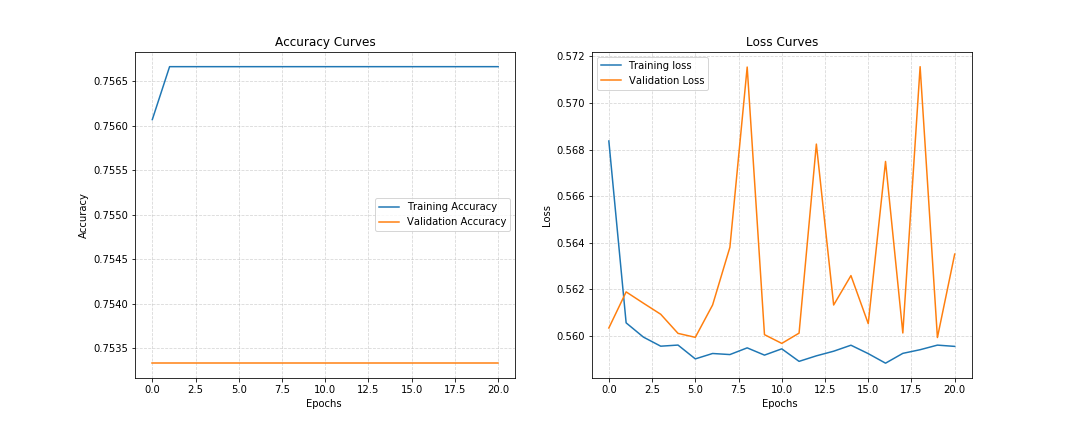 Accuracy Curves
0.7565
0.7560
0.7555
0.7550
0.7545
0.7540
0.7535
Accuracy
Training Accuracy
Validation Accuracy
0.0 2.5 5.0 7.5 10.0 12.5 15.0 17.5 20.0
Epochs
Loss Curves
0.572
0.570
0.568
0.566
0.564
0.562
0.560
Loss
Training loss
Validation Loss
0.0 2.5 5.0 7.5 10.0 12.5 15.0 17.5 20.0
Epochs